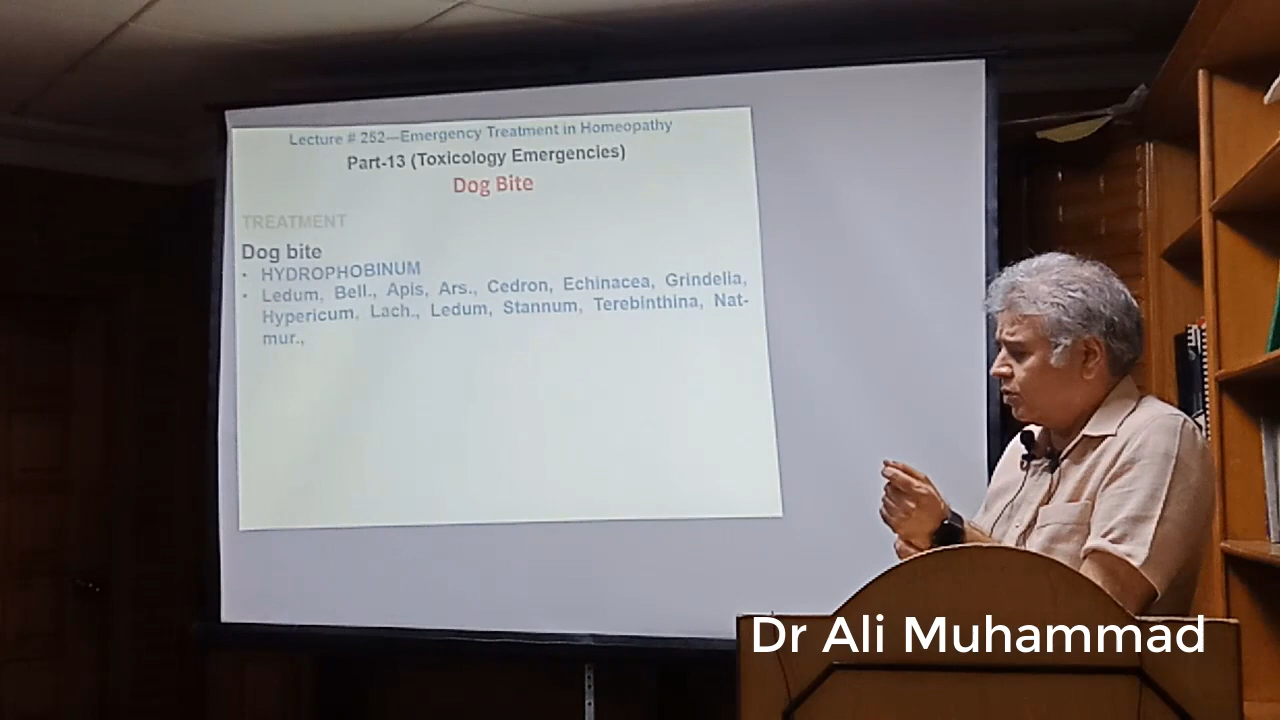 Lecture # 252—Emergency Treatment in Homeopathy
Part-13 (Toxicology Emergencies)
Dog Bite
TREATMENT
Dog bite
• HYDROPHOBINUM
• Ledum, Bell., Apis, Ars., Cedron, Echinacea, Grindelia,
Hypericum, Lach., Ledum, Stannum, Terebinthina, Nat-
mur.,
Dr Ali Muhammad